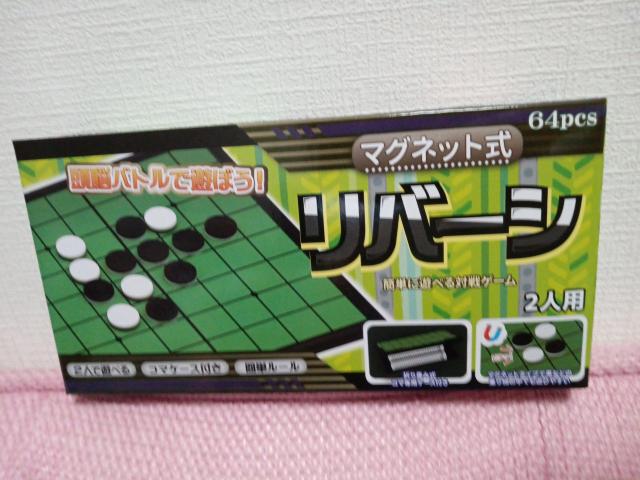 64pcs
マグネット式
頭脳バトルで遊ぼう!
リバーシ
簡単に遊べる対戦ゲーム
2人用
2人で遊べる
コマケース付き
簡単ルール